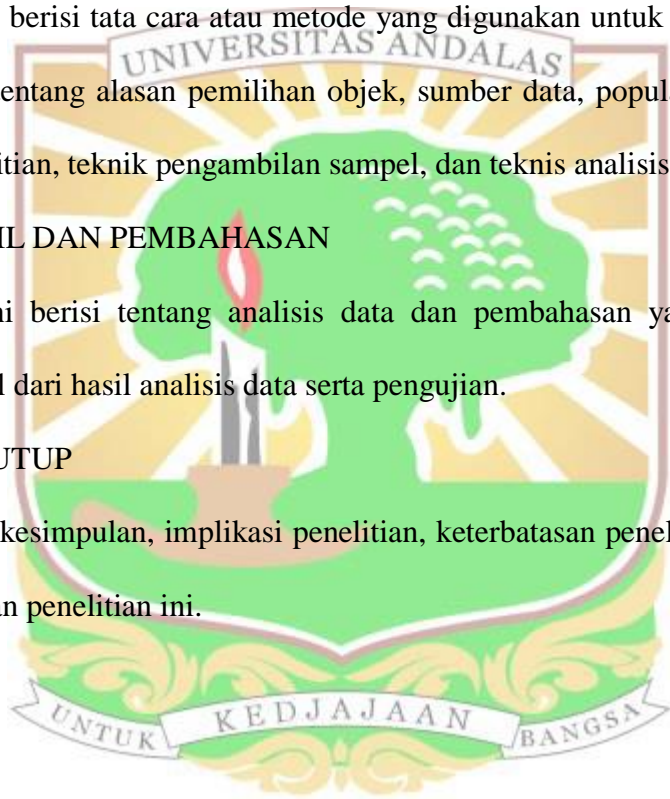 berisi tata cara atau metode yang digunakan untuk
UNIVERSITAS ANDALAS
entang alasan pemilihan objek, sumber data, popul
itian, teknik pengambilan sampel, dan teknis analisis
IL DAN PEMBAHASAN
ni berisi tentang analisis data dan pembahasan ya
l dari hasil analisis data serta pengujian.
UTUP
kesimpulan, implikasi penelitian, keterbatasan penel
an penelitian ini.
UNTUK KEDJAJAAN BANGSA